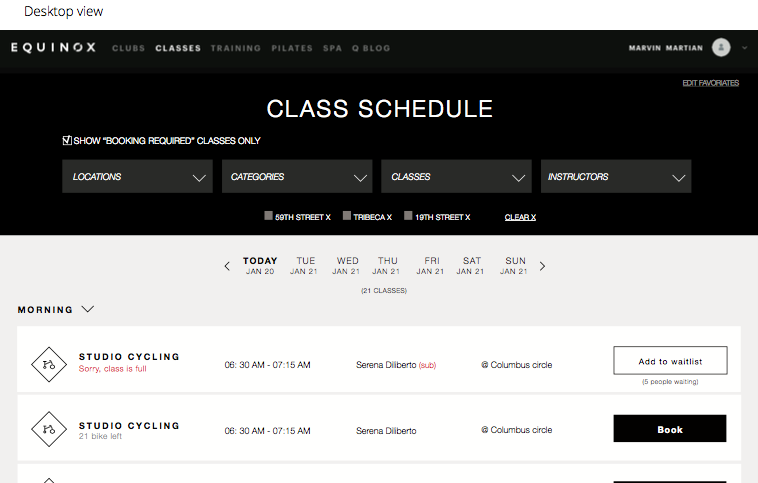 Desktop view
EQUINOX CLUBS CLASSES TRAINING PILATES SPA Q BLOG MARVIN MARTIAN
EDIT FAVORIATES
CLASS SCHEDULE
SHOW “BOOKING REQUIRED” CLASSES ONLY
LOCATIONS CATEGORIES CLASSES INSTRUCTORS
59TH STREET X TRIBECA X 19TH STREET X CLEAR X
TODAY TUE WED THU FRI SAT SUN
JAN 20 JAN 21 JAN 21 JAN 21 JAN 21 JAN 21 JAN 21
(21 CLASSES)
MORNING
STUDIO CYCLING
Sorry, class is full
06: 30 AM - 07:15 AM Serena Diliberto (sub) @ Columbus circle Add to waitlist
(5 people waiting)
STUDIO CYCLING
21 bike left
06: 30 AM - 07:15 AM Serena Diliberto @ Columbus circle Book